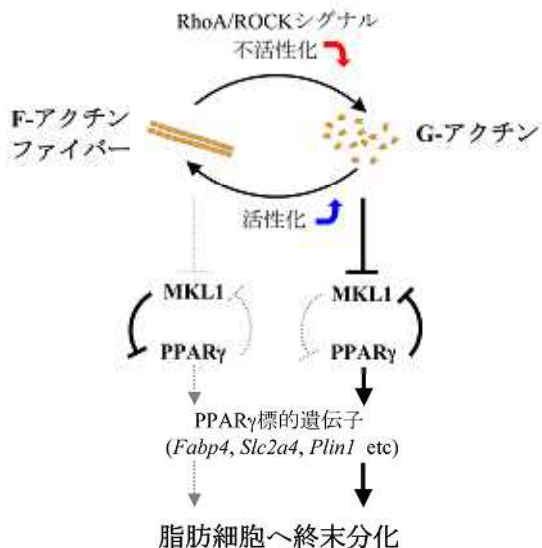 RhoA/ROCKシグナル
不活性化
F-アクチン
ファイバー
G-アクチン
活性化
MKL1
MKL1
PPARγ
PPARγ
PPARγ標的遺伝子
(Fabp4, Slc2a4, Plin1 etc)
脂肪細胞へ終末分化